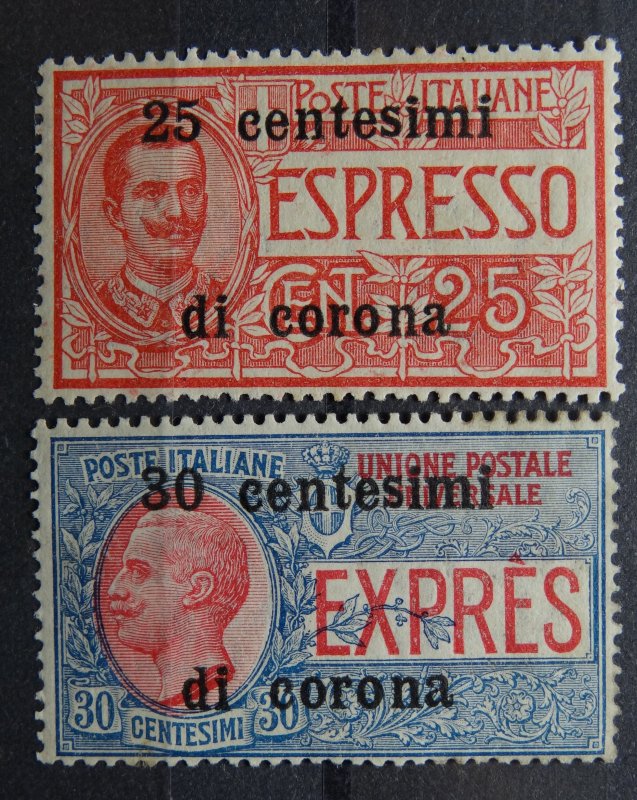 POSTE ITALIANE
25 centesimi
ESPRESSO
CENT 25
di corona
POSTE ITALIANE
UNIONE POSTALE
30 centesimi
VERSALE
EXPRÈS
di corona
30 CENTESIMI 30